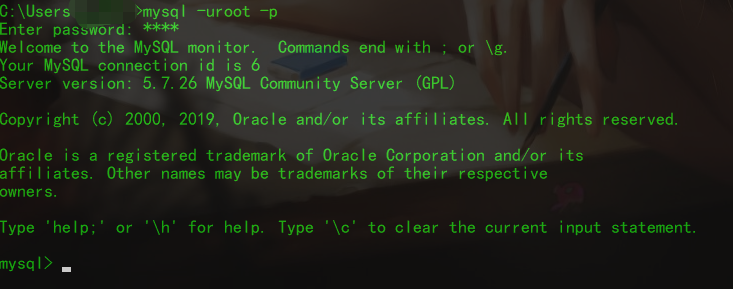 C:\Users >mysql -uroot -p
Enter password: ****
Welcome to the MySQL monitor.  Commands end with ; or \g.
Your MySQL connection id is 6
Server version: 5.7.26 MySQL Community Server (GPL)
Copyright (c) 2000, 2019, Oracle and/or its affiliates. All rights reserved.
Oracle is a registered trademark of Oracle Corporation and/or its
affiliates. Other names may be trademarks of their respective
owners.
Type 'help;' or '\h' for help. Type '\c' to clear the current input statement.
mysql>